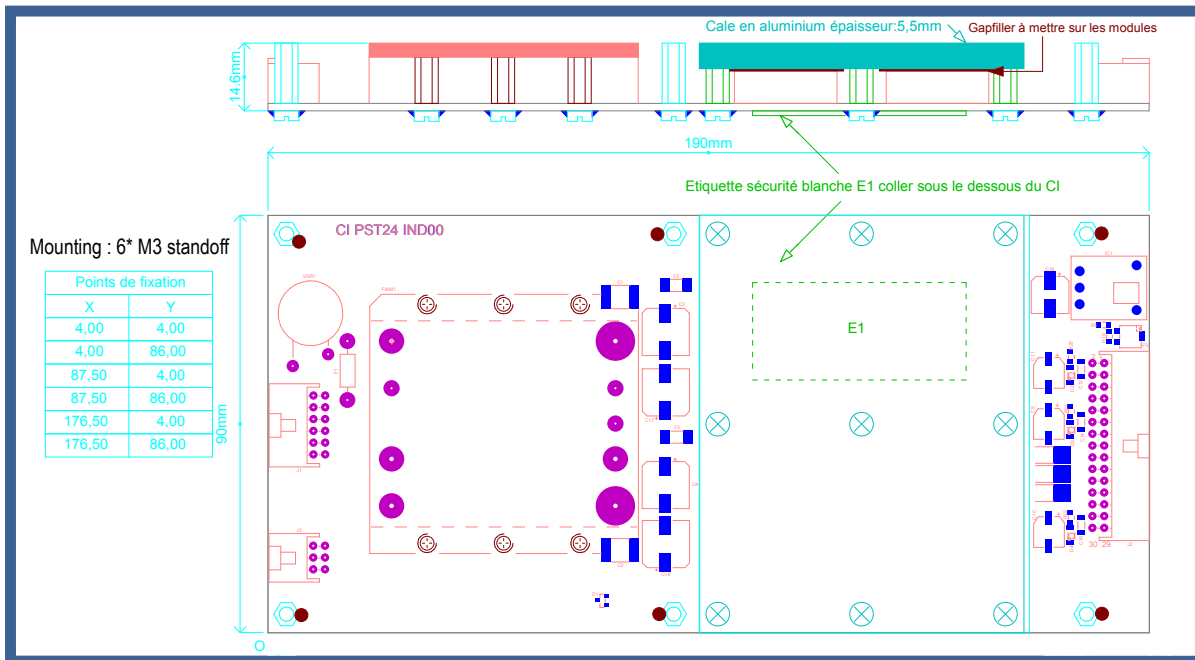 Cale en aluminium épaisseur:5,5mm
Gapfiller à mettre sur les modules
14.6mm
190mm
Etiquette sécurité blanche E1 coller sous le dessous du CI
CI PST24 IND00
Mounting : 6* M3 standoff
Points de fixation
X Y
4,00 4,00
4,00 86,00
87,50 4,00
87,50 86,00
176,50 4,00
176,50 86,00
90mm
E1
30 29
O